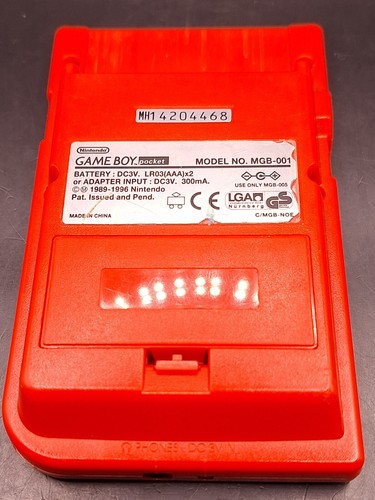 MH14204468
Nintendo
GAME BOY pocket MODEL NO. MGB-001
BATTERY : DC3V. LR03(AAA)x2
or ADAPTER INPUT : DC3V. 300mA.
USE ONLY MGB-005
©Ⓜ 1989-1996 Nintendo
Pat. Issued and Pend.
CE
LGA
Nürnberg
GS
MADE IN CHINA
C/MGB-NOE
PHONES DC3V